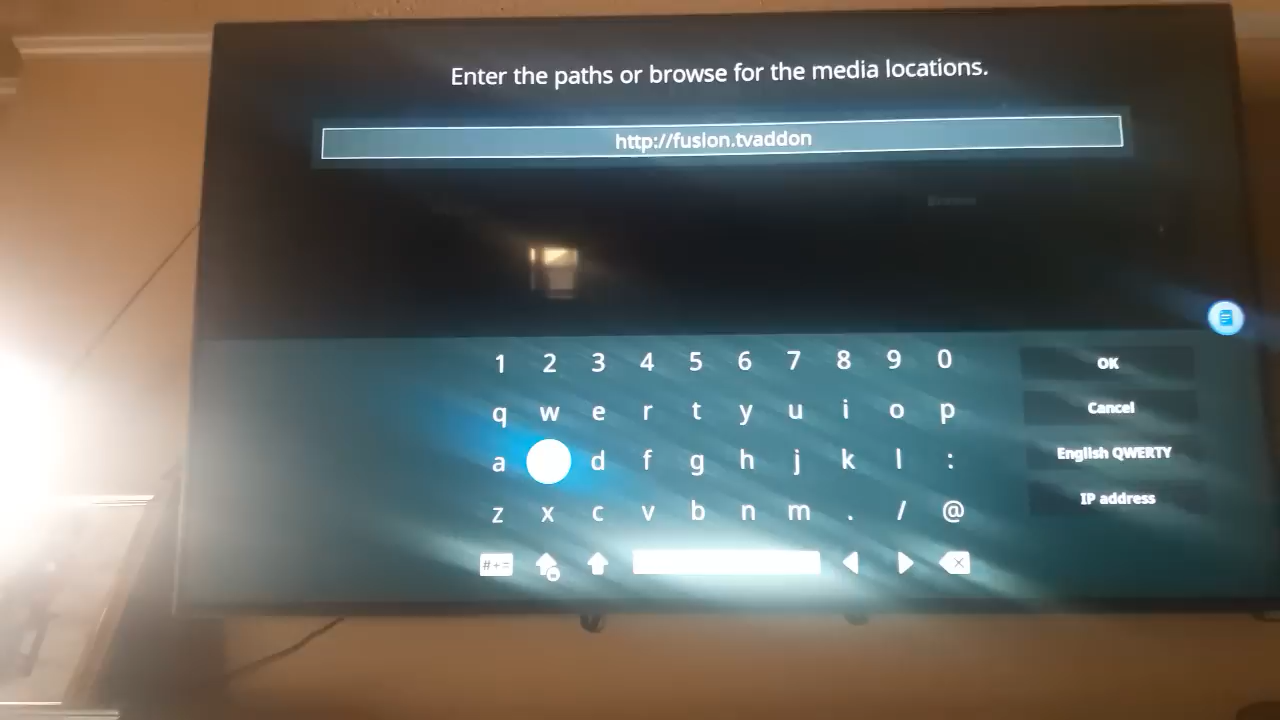 Enter the paths or browse for the media locations.
http://fusion.tvaddon
1 2 3 4 5 6 7 8 9 0
OK
q w e r t y u i o p
Cancel
a d f g h j k l :
English QWERTY
z x c v b n m . / @
IP address
#+=